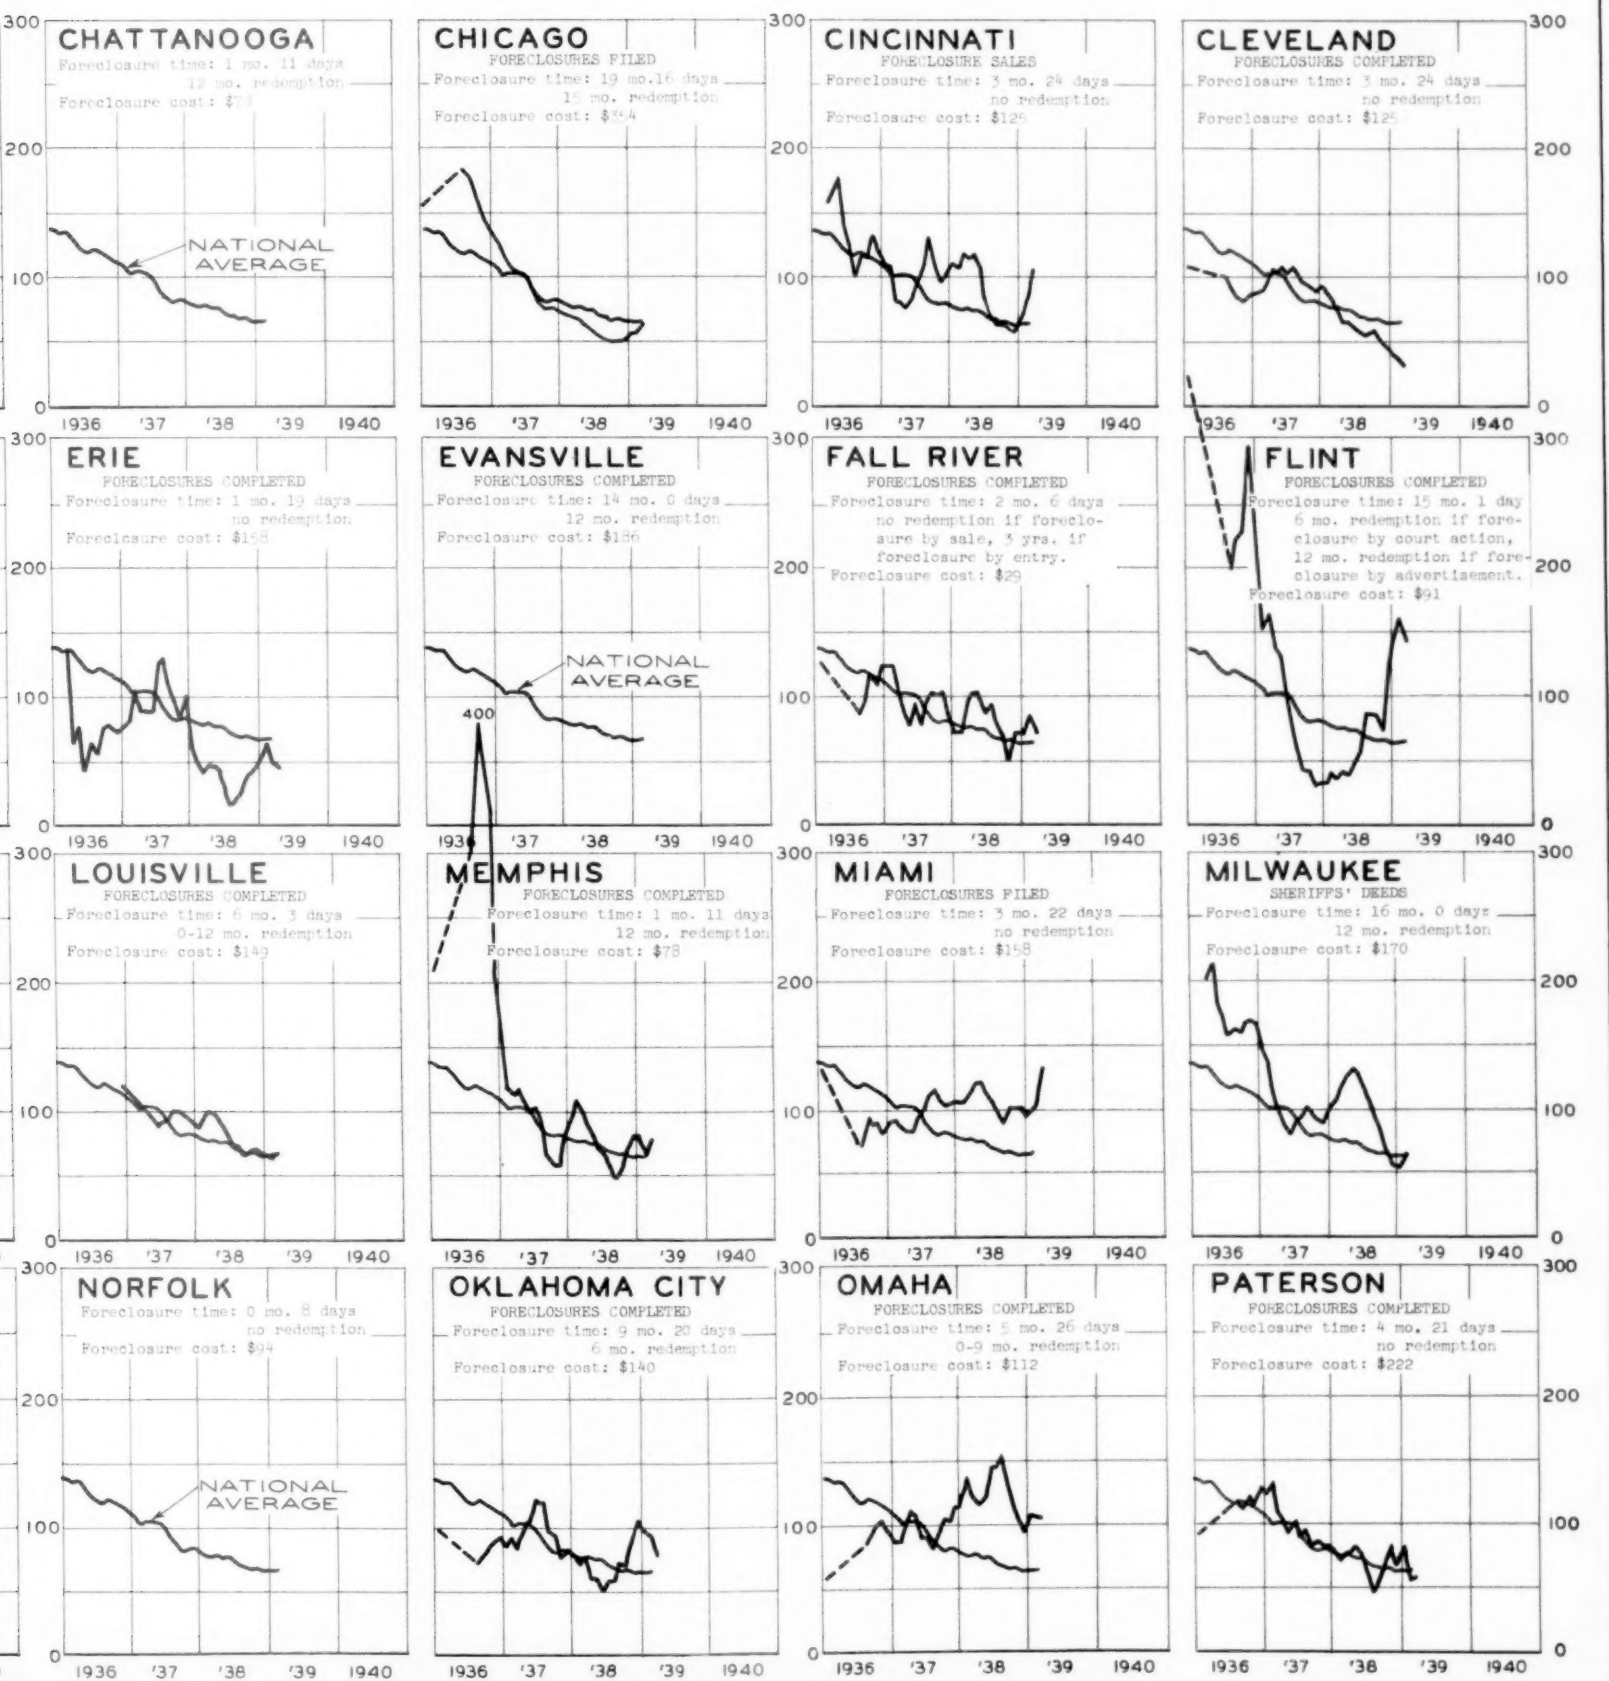 300
CHATTANOOGA
Foreclosure time: 1 mo. 11 days
12 mo. redemption
Foreclosure cost:
200
NATIONAL
AVERAGE
100
0
1936 '37 '38 '39 1940
CHICAGO
FORECLOSURES FILED
Foreclosure time: 19 mo.16 days
mo. redemption
Foreclosure cost:
1936 '37 '38 '39 1940
300
CINCINNATI
FORECLOSURE SALES
Foreclosure time: 3 mo. 24 days
no redemption
Foreclosure cost: $125
200
100
0
1936 '37 '38 '39 1940
CLEVELAND
FORECLOSURES COMPLETED
Foreclosure time: 3 mo. 24 days
no redemption
Foreclosure cost: $125
300
200
100
0
1936 '37 '38 '39 1940
300
ERIE
FORECLOSURES COMPLETED
Foreclosure time: 1 mo. 19 days
no redemption
Foreclosure cost: $158
200
100
0
1936 '37 '38 '39 1940
EVANSVILLE
FORECLOSURES COMPLETED
Foreclosure time: 14 mo. 0 days
12 mo. redemption
Foreclosure cost: $186
NATIONAL
AVERAGE
400
1936 '37 '38 '39 1940
300
FALL RIVER
FORECLOSURES COMPLETED
Foreclosure time: 2 mo. 6 days
no redemption if foreclo-
sure by sale, 3 yrs. if
foreclosure by entry.
Foreclosure cost: $29
200
100
0
1936 '37 '38 '39 1940
FLINT
FORECLOSURES COMPLETED
Foreclosure time: 15 mo. 1 day
6 mo. redemption if fore-
closure by court action,
12 mo. redemption if fore-
closure by advertisement.
Foreclosure cost: $91
300
200
100
0
1936 '37 '38 '39 1940
300
LOUISVILLE
FORECLOSURES COMPLETED
Foreclosure time: 6 mo. 3 days
0-12 mo. redemption
Foreclosure cost: $149
200
100
0
1936 '37 '38 '39 1940
MEMPHIS
FORECLOSURES COMPLETED
Foreclosure time: 1 mo. 11 days
12 mo. redemption
Foreclosure cost: $78
1936 '37 '38 '39 1940
300
MIAMI
FORECLOSURES FILED
Foreclosure time: 3 mo. 22 days
no redemption
Foreclosure cost: $158
200
100
0
1936 '37 '38 '39 1940
MILWAUKEE
SHERIFFS' DEEDS
Foreclosure time: 16 mo. 0 days
12 mo. redemption
Foreclosure cost: $170
300
200
100
0
1936 '37 '38 '39 1940
300
NORFOLK
Foreclosure time: 0 mo. 8 days
no redemption
Foreclosure cost: $94
200
NATIONAL
AVERAGE
100
0
1936 '37 '38 '39 1940
OKLAHOMA CITY
FORECLOSURES COMPLETED
Foreclosure time: 9 mo. 20 days
6 mo. redemption
Foreclosure cost: $140
1936 '37 '38 '39 1940
300
OMAHA
FORECLOSURES COMPLETED
Foreclosure time: 5 mo. 26 days
0-9 mo. redemption
Foreclosure cost: $112
200
100
0
1936 '37 '38 '39 1940
PATERSON
FORECLOSURES COMPLETED
Foreclosure time: 4 mo. 21 days
no redemption
Foreclosure cost: $222
300
200
100
0
1936 '37 '38 '39 1940